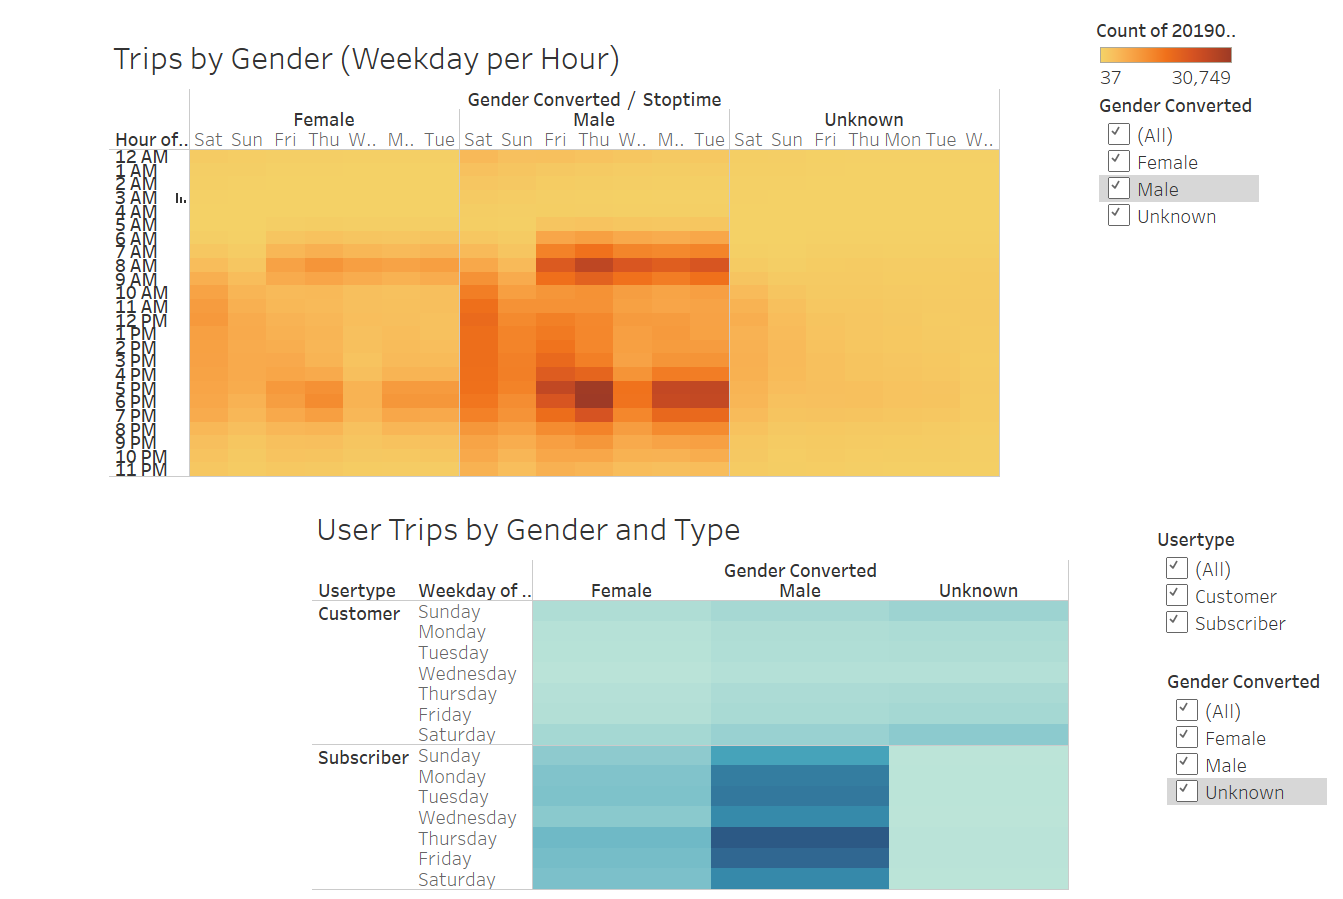 Count of 20190..
37 30,749
Trips by Gender (Weekday per Hour)
Gender Converted / Stoptime
Female Male Unknown
Hour of.. Sat Sun Fri Thu W.. M.. Tue Sat Sun Fri Thu W.. M.. Tue Sat Sun Fri Thu Mon Tue W..
12 AM
1 AM
2 AM
3 AM
4 AM
5 AM
6 AM
7 AM
8 AM
9 AM
10 AM
11 AM
12 PM
1 PM
2 PM
3 PM
4 PM
5 PM
6 PM
7 PM
8 PM
9 PM
10 PM
11 PM
Gender Converted
(All)
Female
Male
Unknown
User Trips by Gender and Type
Gender Converted
Usertype Weekday of .. Female Male Unknown
Customer Sunday
Monday
Tuesday
Wednesday
Thursday
Friday
Saturday
Subscriber Sunday
Monday
Tuesday
Wednesday
Thursday
Friday
Saturday
Usertype
(All)
Customer
Subscriber
Gender Converted
(All)
Female
Male
Unknown